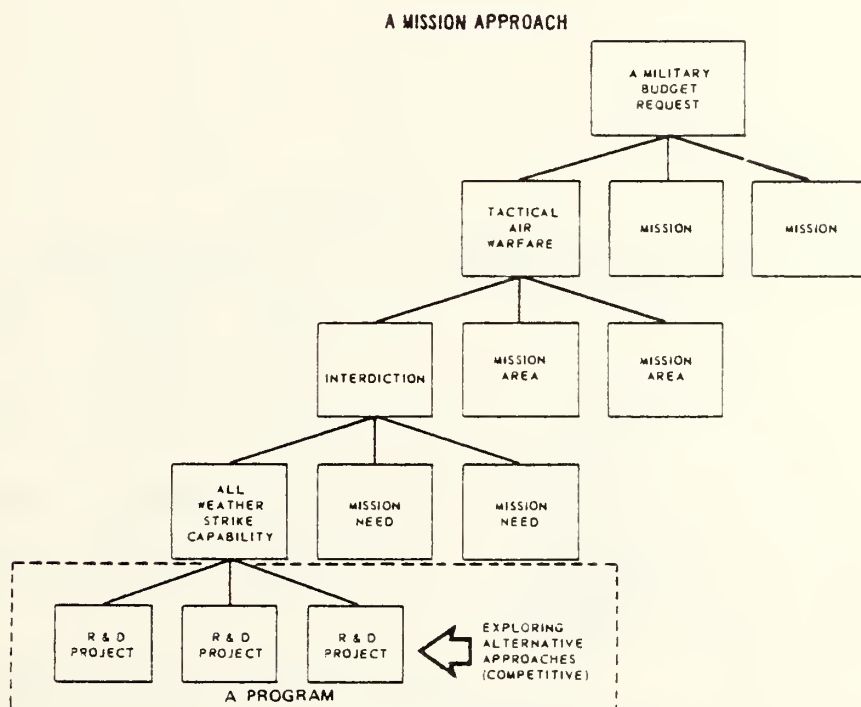 A MISSION APPROACH
A MILITARY
BUDGET
REQUEST
TACTICAL
AIR
WARFARE
MISSION
MISSION
INTERDICTION
MISSION
AREA
MISSION
AREA
ALL
WEATHER
STRIKE
CAPABILITY
MISSION
NEED
MISSION
NEED
R & D
PROJECT
R & D
PROJECT
R & D
PROJECT
EXPLORING
ALTERNATIVE
APPROACHES
(COMPETITIVE)
A PROGRAM